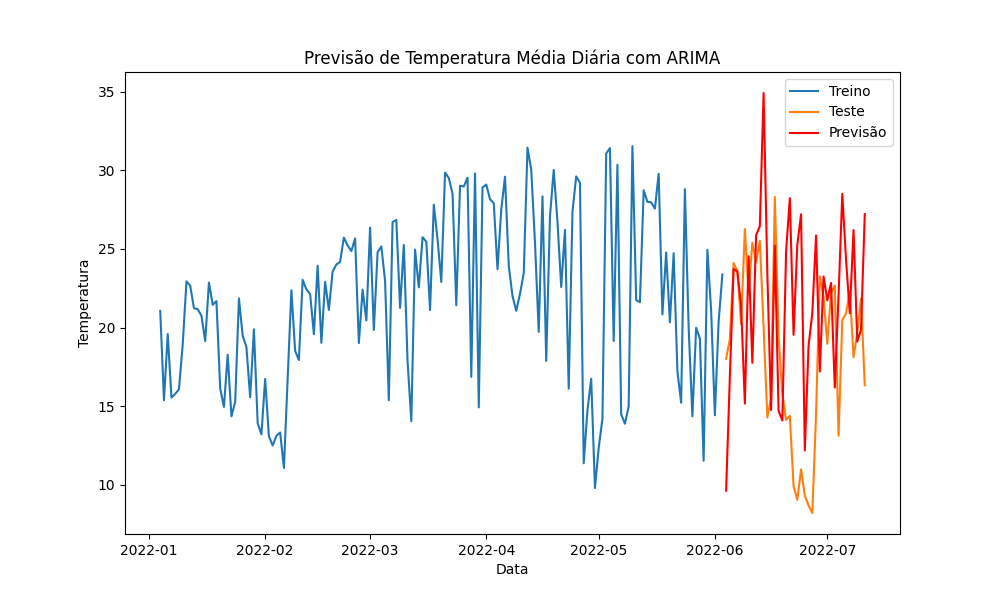 Previsão de Temperatura Média Diária com ARIMA
Treino
Teste
Previsão
Temperatura
35
30
25
20
15
10
2022-01
2022-02
2022-03
2022-04
2022-05
2022-06
2022-07
Data